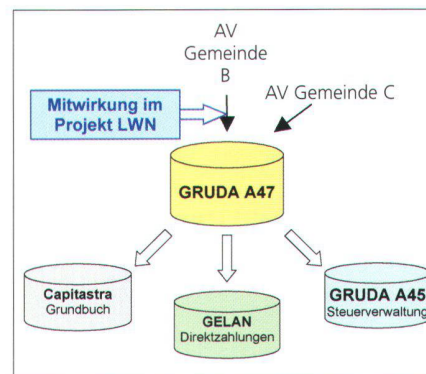 AV
Gemeinde
B
AV Gemeinde C
Mitwirkung im
Projekt LWN
GRUDA A47
Capitastra
Grundbuch
GELAN
Direktzahlungen
GRUDA A45
Steuerverwaltung